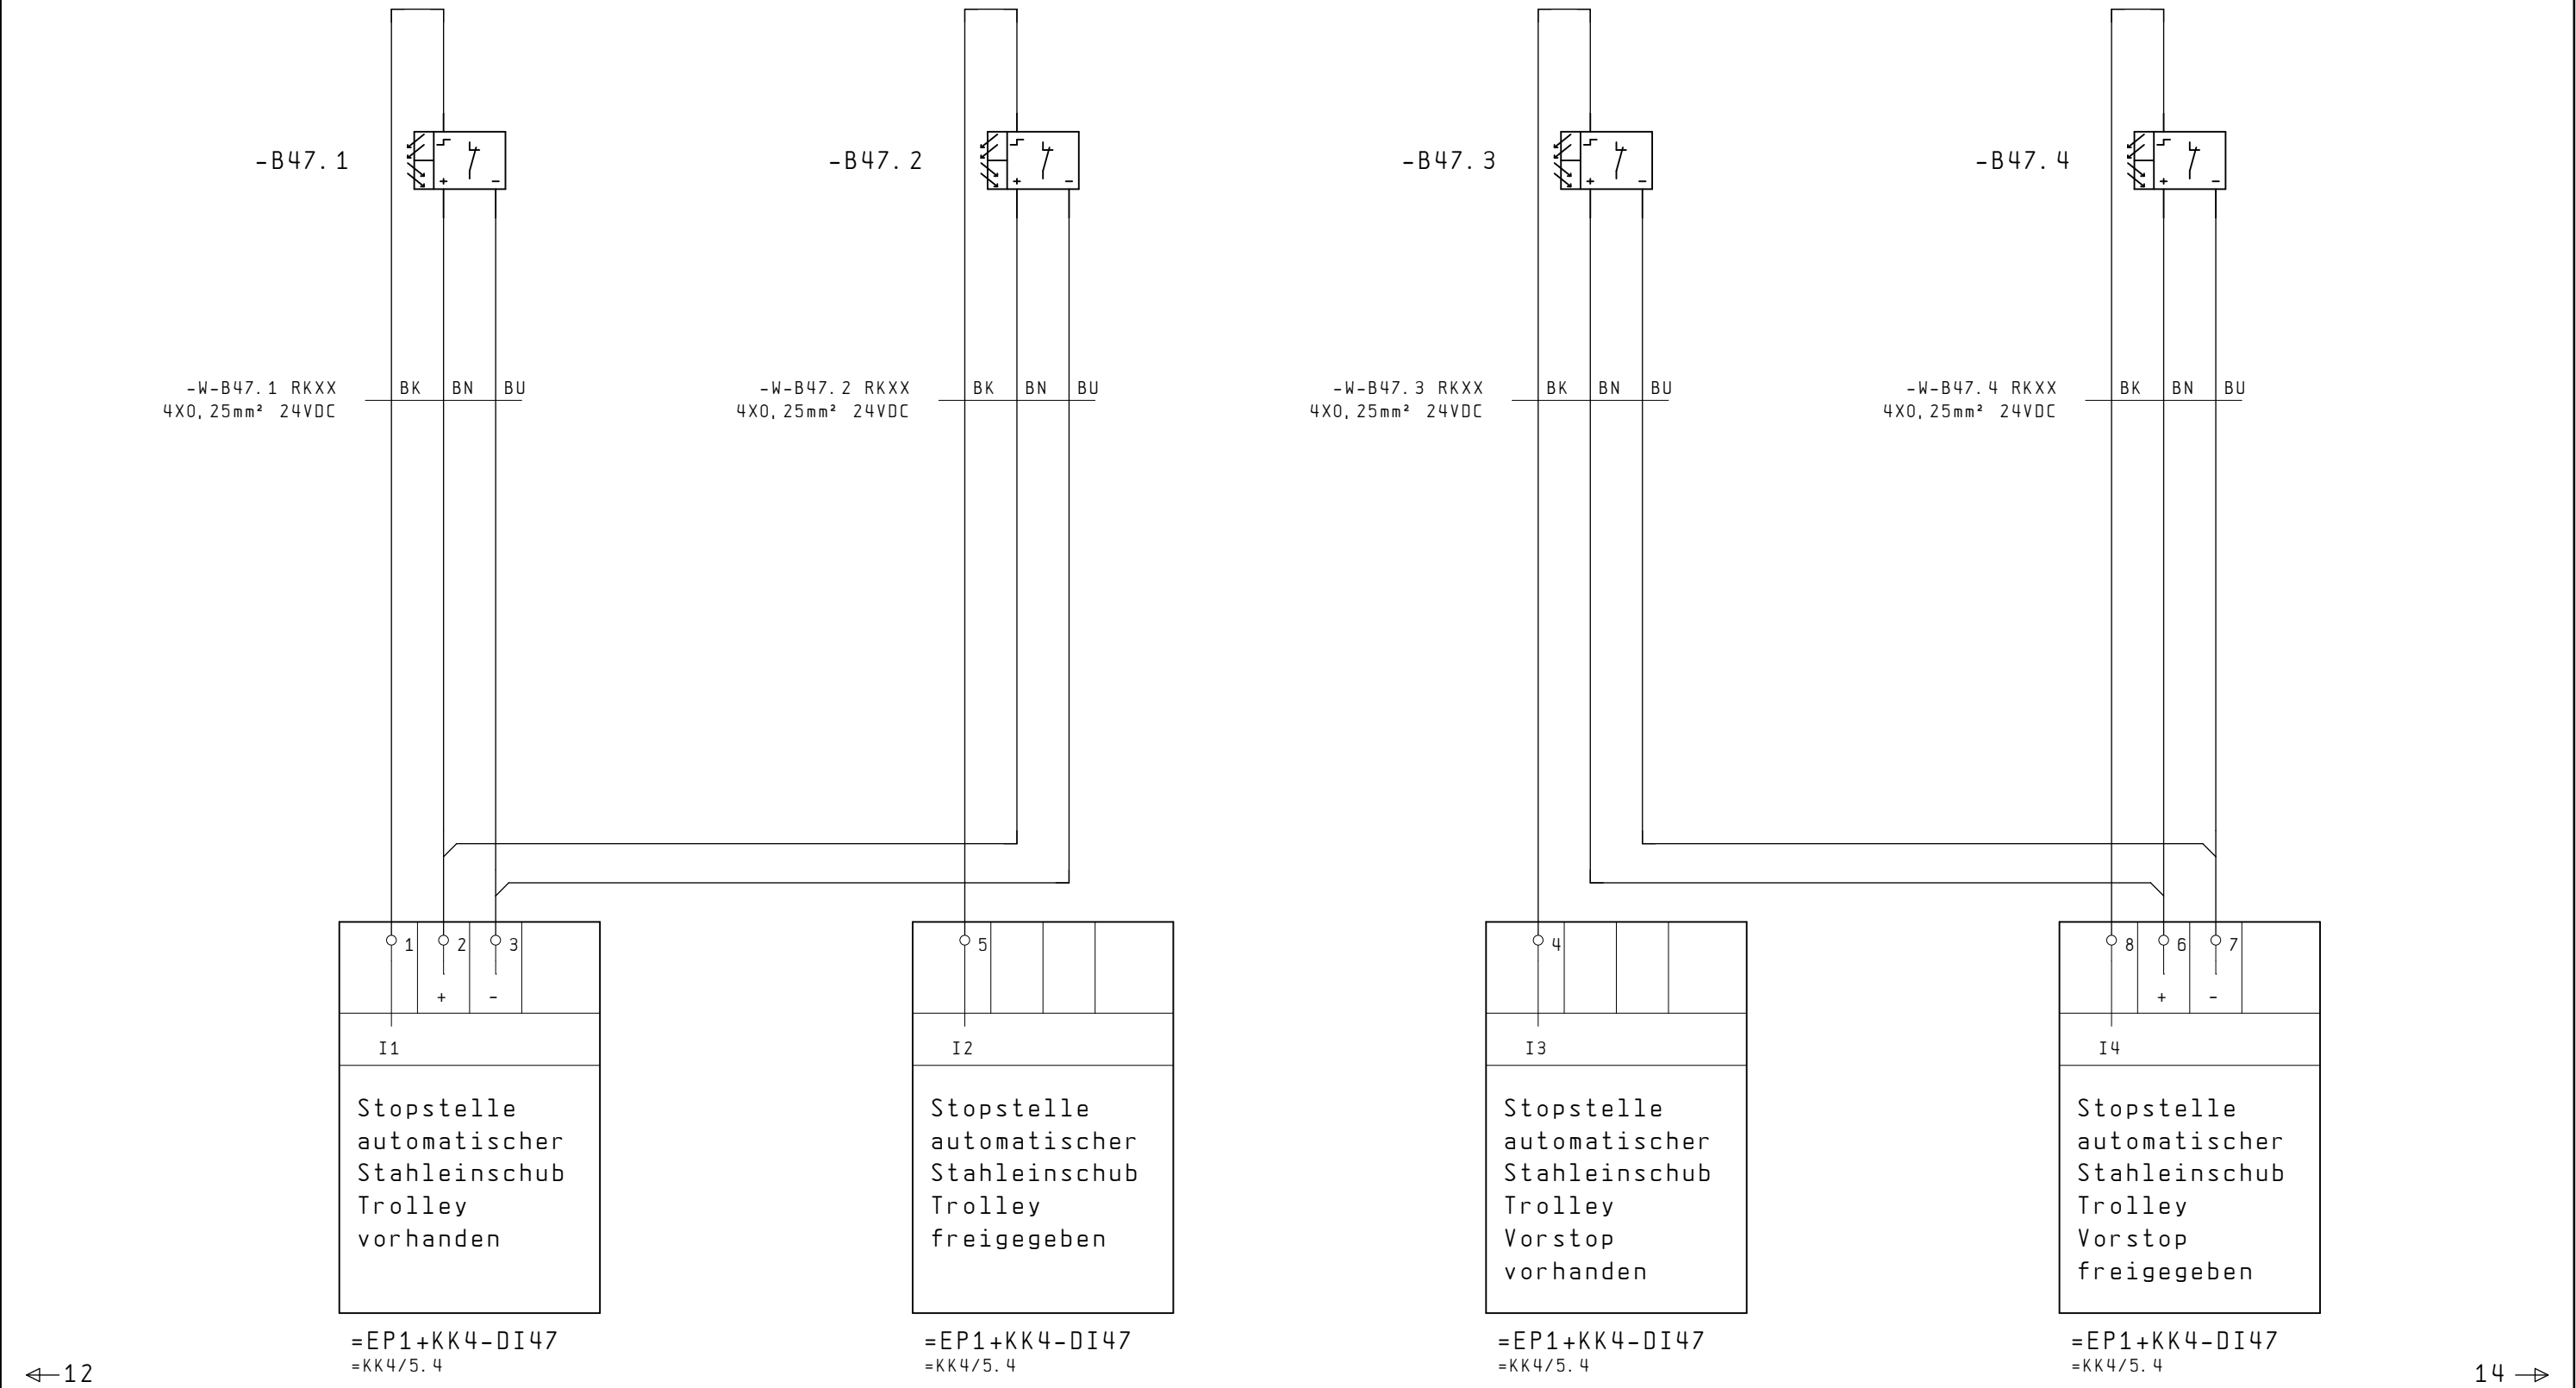 -B47.1
-B47.2
-B47.3
-B47.4
+ -
+ -
+ -
+ -
-W-B47.1 RKXX
4X0,25mm² 24VDC
BK BN BU
-W-B47.2 RKXX
4X0,25mm² 24VDC
BK BN BU
-W-B47.3 RKXX
4X0,25mm² 24VDC
BK BN BU
-W-B47.4 RKXX
4X0,25mm² 24VDC
BK BN BU
1 2 3
+ -
I1
Stopstelle
automatischer
Stahleinschub
Trolley
vorhanden
=EP1+KK4-DI47
=KK4/5.4
5
I2
Stopstelle
automatischer
Stahleinschub
Trolley
freigegeben
=EP1+KK4-DI47
=KK4/5.4
4
I3
Stopstelle
automatischer
Stahleinschub
Trolley
Vorstop
vorhanden
=EP1+KK4-DI47
=KK4/5.4
8 6 7
+ -
I4
Stopstelle
automatischer
Stahleinschub
Trolley
Vorstop
freigegeben
=EP1+KK4-DI47
=KK4/5.4
12
14